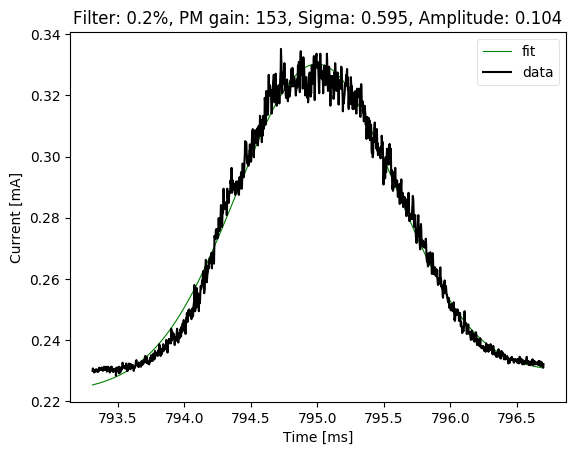 Filter: 0.2%, PM gain: 153, Sigma: 0.595, Amplitude: 0.104
fit
data
Current [mA]
0.34
0.32
0.30
0.28
0.26
0.24
0.22
793.5 794.0 794.5 795.0 795.5 796.0 796.5
Time [ms]